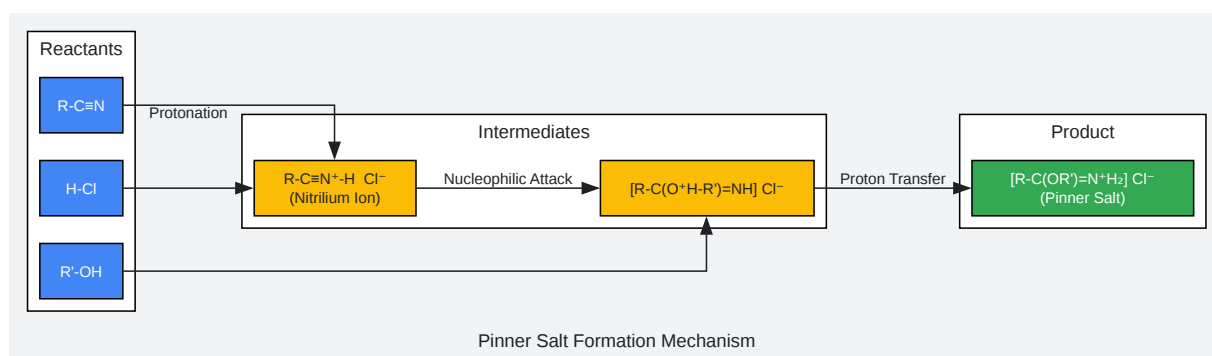 Reactants
R-C≡N
Protonation
H-Cl
R'-OH
Intermediates
R-C≡N⁺-H  Cl⁻
(Nitrilium Ion)
Nucleophilic Attack
[R-C(O⁺H-R')=NH] Cl⁻
Proton Transfer
Product
[R-C(OR')=N⁺H₂] Cl⁻
(Pinner Salt)
Pinner Salt Formation Mechanism